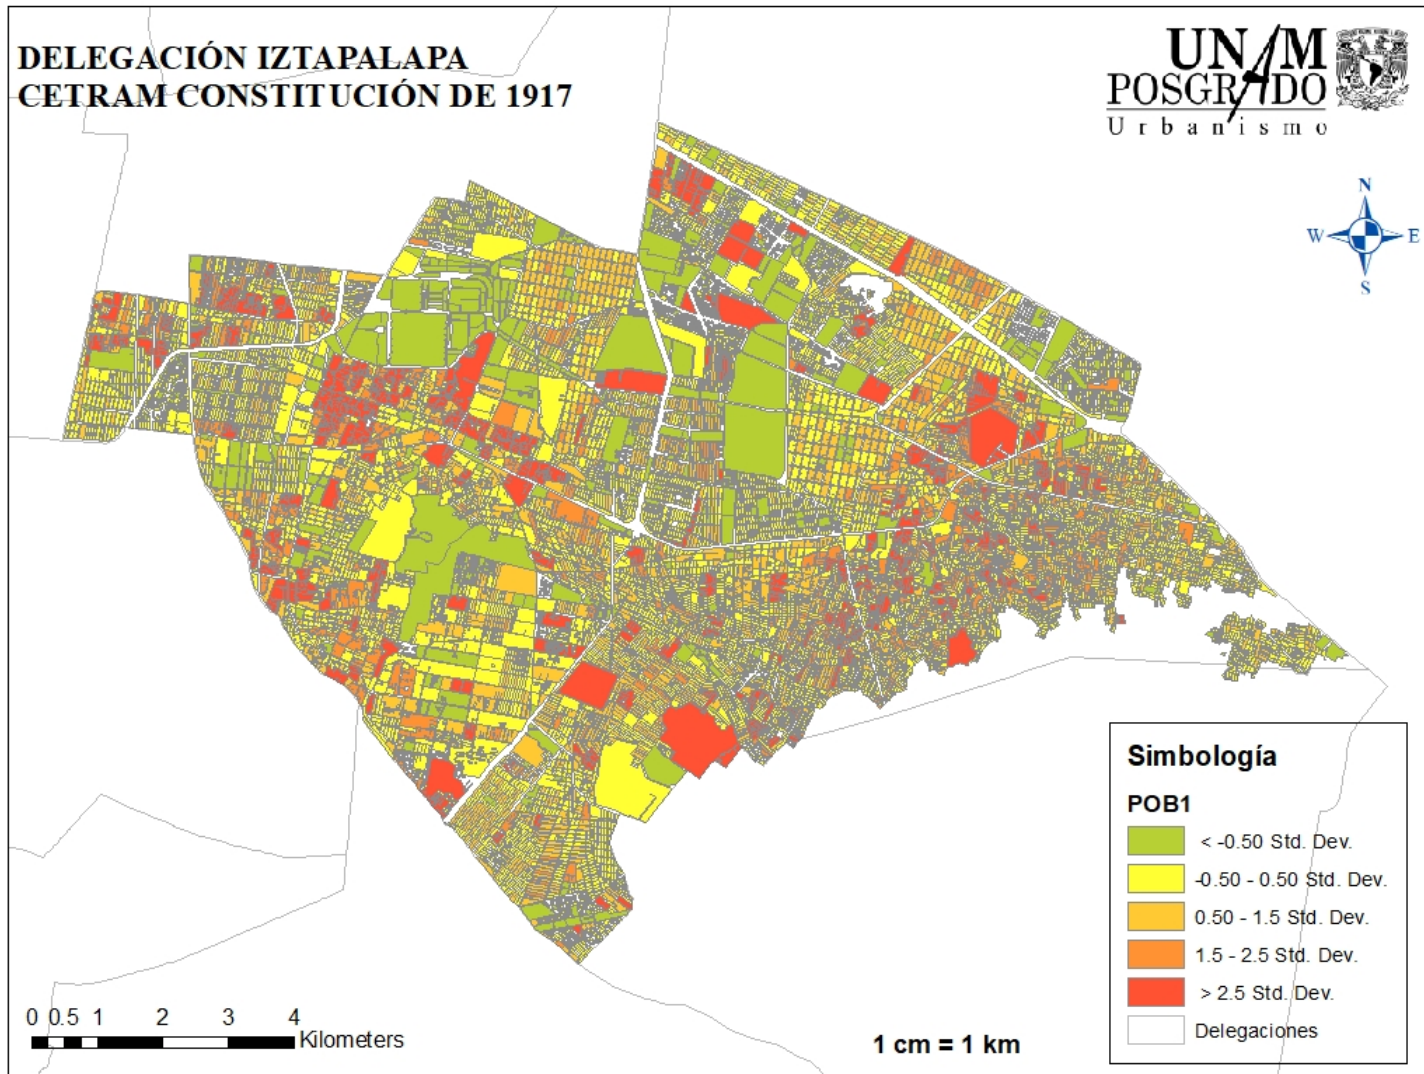 DELEGACIÓN IZTAPALAPA
CETRAM CONSTITUCIÓN DE 1917
UNAM
POSGRADO
Urbanismo
N
W E
S
Simbología
POB1
< -0.50 Std. Dev.
-0.50 - 0.50 Std. Dev.
0.50 - 1.5 Std. Dev.
1.5 - 2.5 Std. Dev.
> 2.5 Std. Dev.
Delegaciones
0 0.5 1 2 3 4
Kilometers
1 cm = 1 km